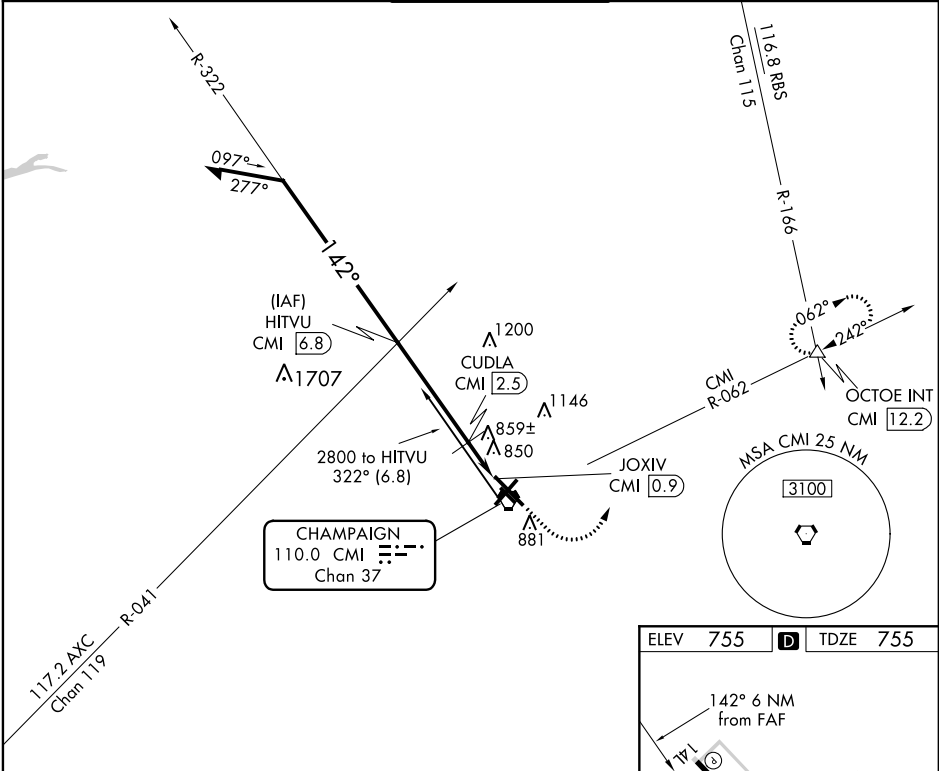 R-322
097°
277°
142°
116.8 RBS
Chan 115
R-166
062°
242°
(IAF)
HITVU
CMI 6.8
1707
1200
CUDLA
CMI 2.5
1146
859±
850
CMI
R-062
OCTOE INT
CMI 12.2
2800 to HITVU
322° (6.8)
JOXIV
CMI 0.9
881
MSA CMI 25 NM
3100
CHAMPAIGN
110.0 CMI
Chan 37
R-041
117.2 AXC
Chan 119
ELEV 755 D TDZE 755
142° 6 NM
from FAF
14L
P